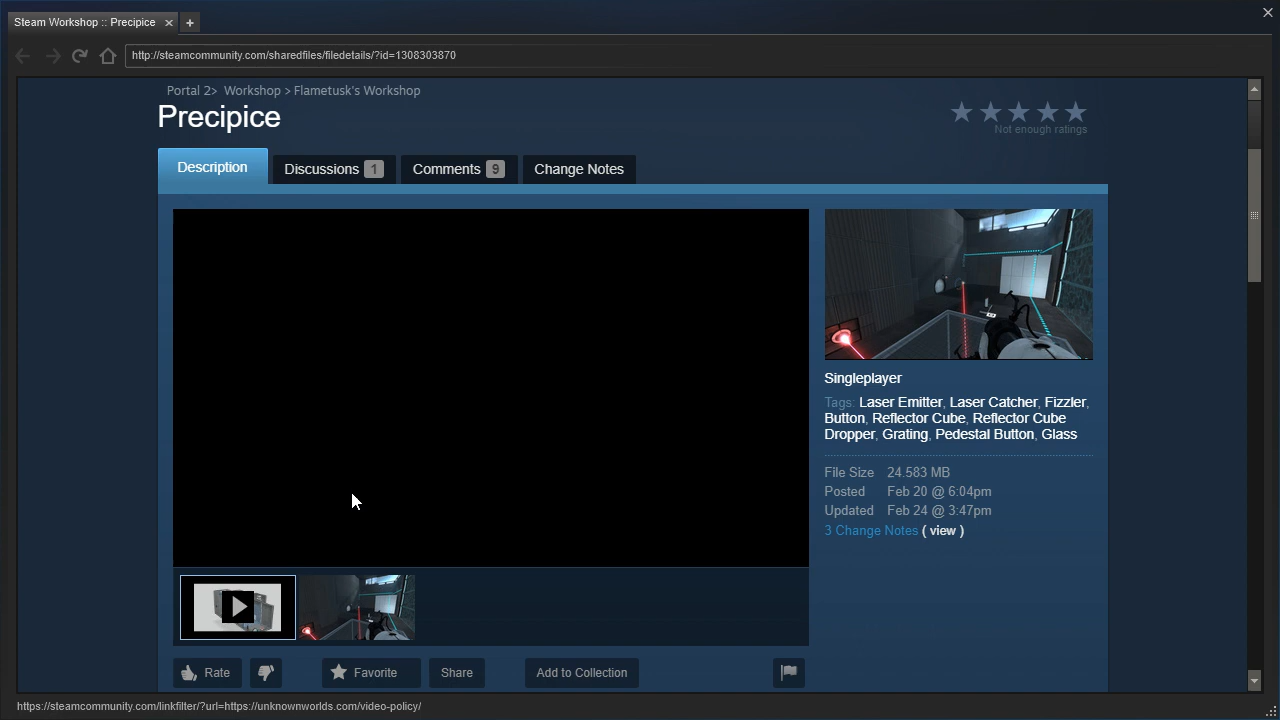 Steam Workshop :: Precipice
http://steamcommunity.com/sharedfiles/filedetails/?id=1308303870
Portal 2> Workshop > Flametusk's Workshop
Precipice
Not enough ratings
Description
Discussions 1
Comments 9
Change Notes
Singleplayer
Tags: Laser Emitter, Laser Catcher, Fizzler,
Button, Reflector Cube, Reflector Cube
Dropper, Grating, Pedestal Button, Glass
File Size 24.583 MB
Posted Feb 20 @ 6:04pm
Updated Feb 24 @ 3:47pm
3 Change Notes ( view )
Rate
Favorite
Share
Add to Collection
https://steamcommunity.com/linkfilter/?url=https://unknownworlds.com/video-policy/